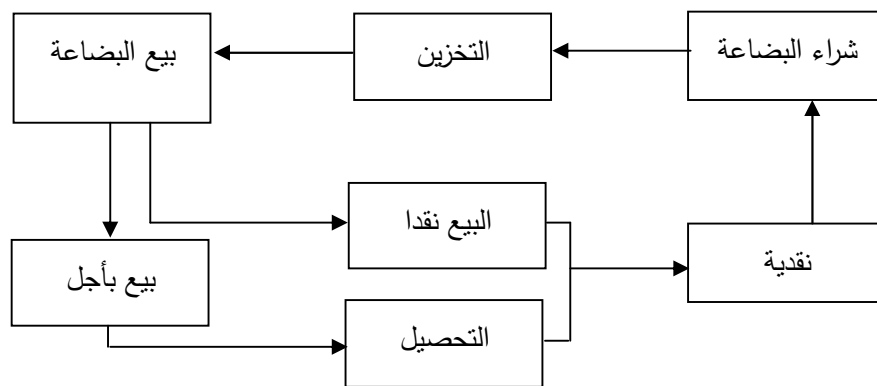 شراء البضاعة
التخزين
بيع البضاعة
البيع نقدا
نقدية
بيع بأجل
التحصيل